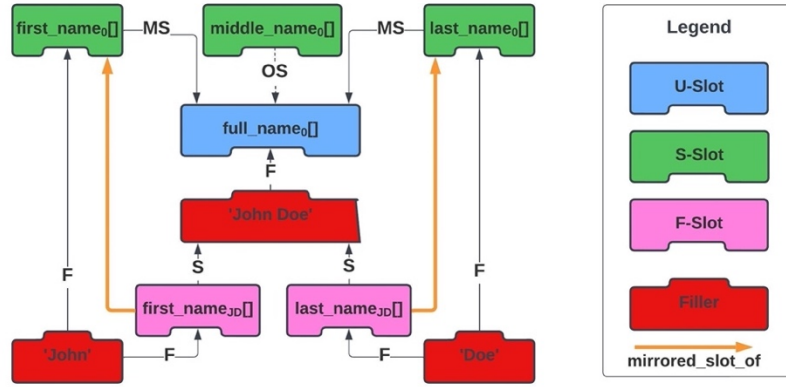 first_name₀[]
MS
middle_name₀[]
MS
last_name₀[]
OS
full_name₀[]
F
'John Doe'
S
S
F
F
first_nameJD[]
last_nameJD[]
'John'
F
F
'Doe'
Legend
U-Slot
S-Slot
F-Slot
Filler
mirrored_slot_of